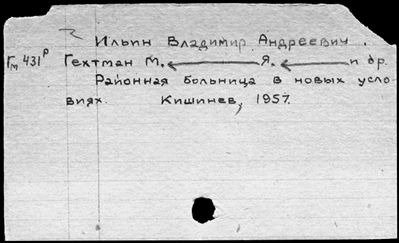 Ильин Владимир Андреевич.
Гм 431р Гехтман М. Я. и др.
Районная больница в новых усло-
виях. Кишинев, 1957.